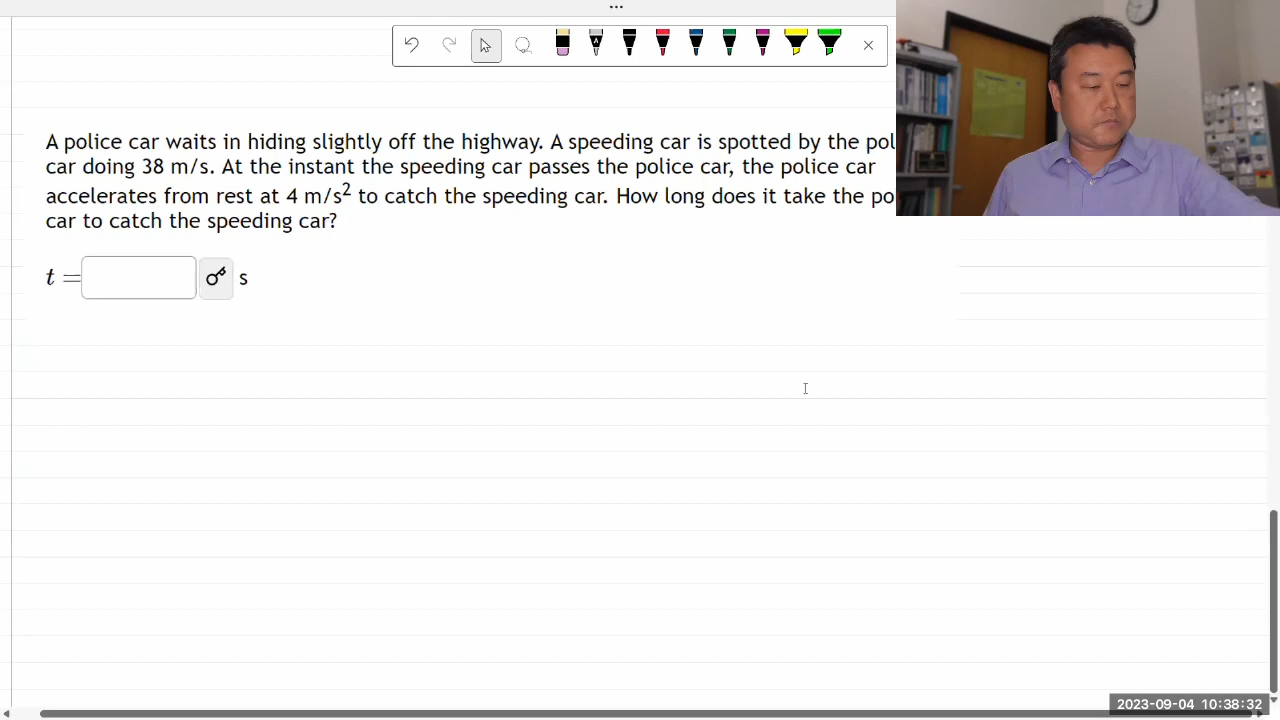 A police car waits in hiding slightly off the highway. A speeding car is spotted by the pol
car doing 38 m/s. At the instant the speeding car passes the police car, the police car
accelerates from rest at 4 m/s² to catch the speeding car. How long does it take the po
car to catch the speeding car?
t = s
2023-09-04 10:38:32